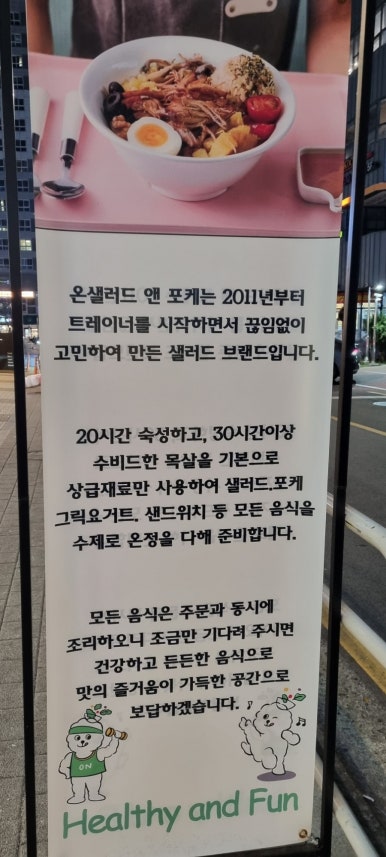 온샐러드 앤 포케는 2011년부터
트레이너를 시작하면서 끊임없이
고민하여 만든 샐러드 브랜드입니다.
20시간 숙성하고, 30시간이상
수비드한 목살을 기본으로
상급재료만 사용하여 샐러드.포케
그릭요거트. 샌드위치 등 모든 음식을
수제로 온정을 다해 준비합니다.
모든 음식은 주문과 동시에
조리하오니 조금만 기다려 주시면
건강하고 든든한 음식으로
맛의 즐거움이 가득한 공간으로
보답하겠습니다.
ON
Healthy and Fun